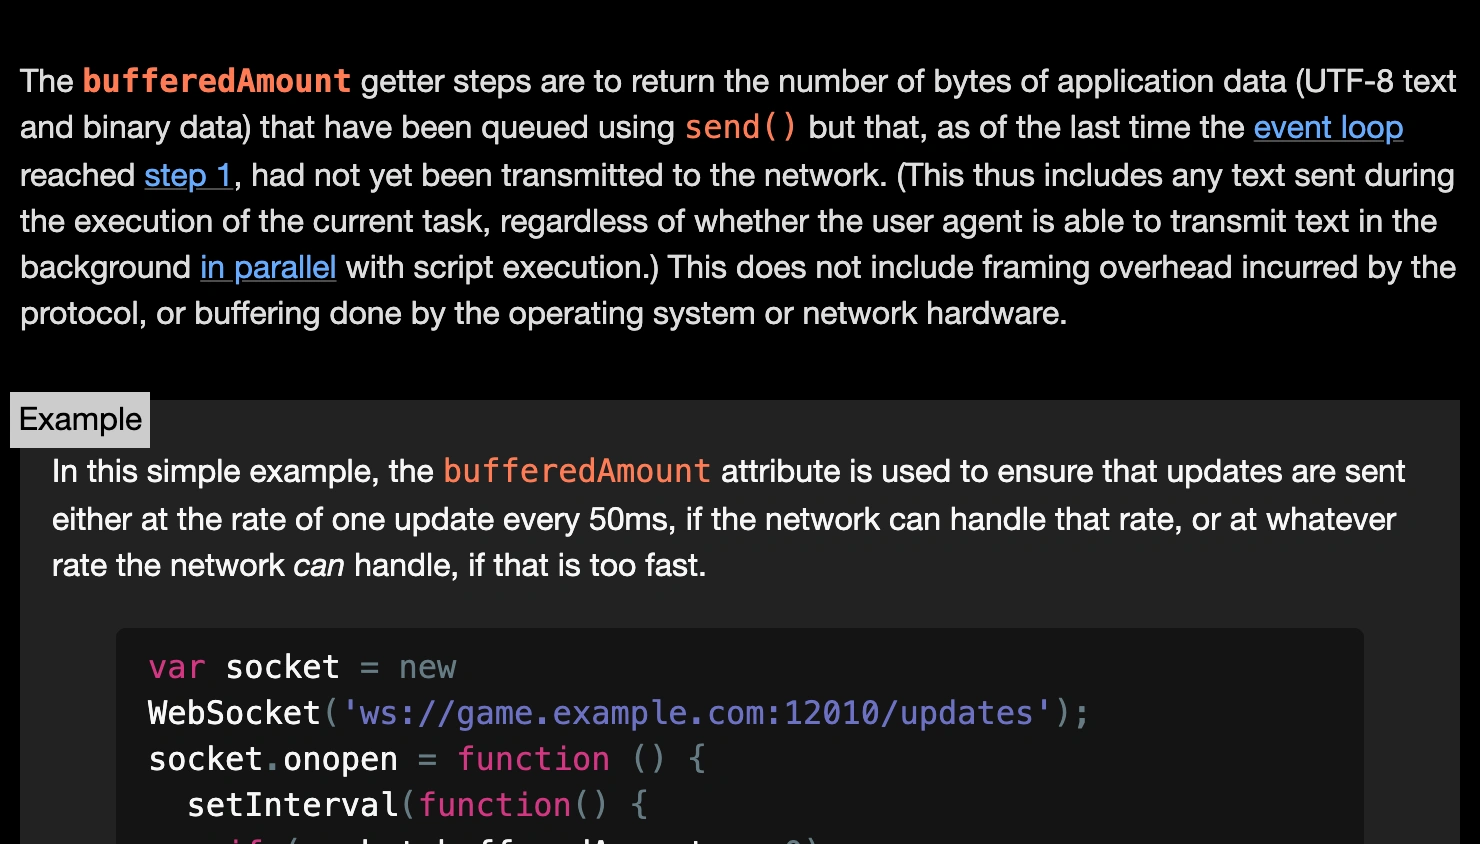 The bufferedAmount getter steps are to return the number of bytes of application data (UTF-8 text
and binary data) that have been queued using send() but that, as of the last time the event loop
reached step 1, had not yet been transmitted to the network. (This thus includes any text sent during
the execution of the current task, regardless of whether the user agent is able to transmit text in the
background in parallel with script execution.) This does not include framing overhead incurred by the
protocol, or buffering done by the operating system or network hardware.
Example
In this simple example, the bufferedAmount attribute is used to ensure that updates are sent
either at the rate of one update every 50ms, if the network can handle that rate, or at whatever
rate the network can handle, if that is too fast.
var socket = new
WebSocket('ws://game.example.com:12010/updates');
socket.onopen = function () {
  setInterval(function() {